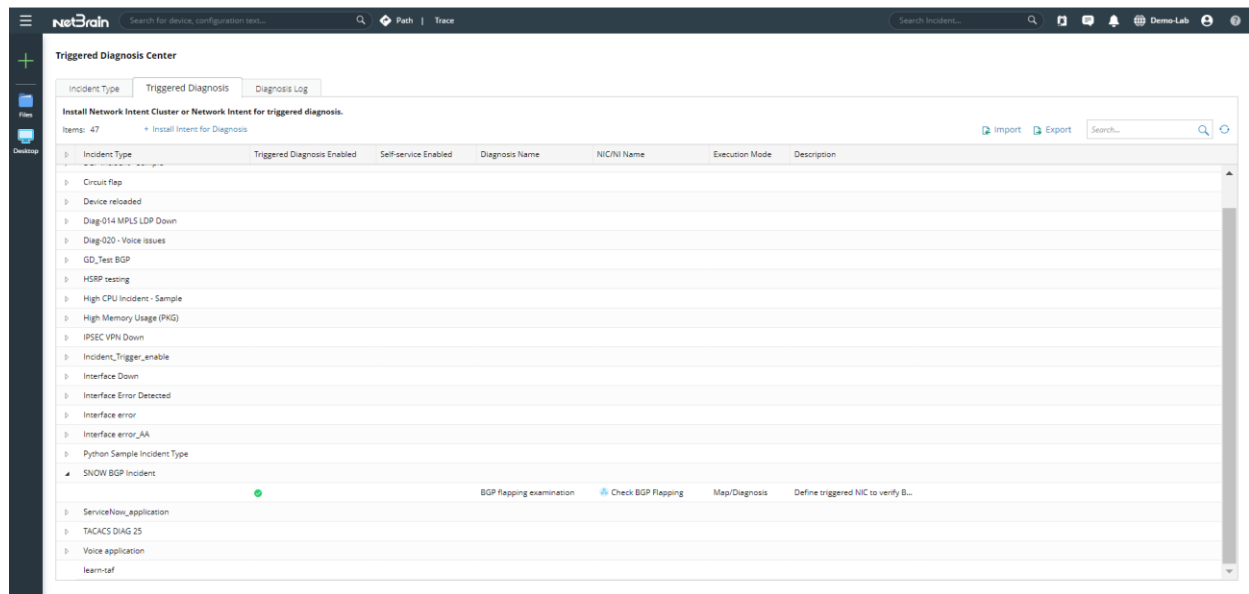 NetBrain
Search for device, configuration text...
Path | Trace
Search Incident...
Demo-Lab
Files
Desktop
Triggered Diagnosis Center
Incident Type
Triggered Diagnosis
Diagnosis Log
Install Network Intent Cluster or Network Intent for triggered diagnosis.
Items: 47
+ Install Intent for Diagnosis
Import
Export
Search...
Incident Type Triggered Diagnosis Enabled Self-service Enabled Diagnosis Name NIC/NI Name Execution Mode Description
Circuit flap
Device reloaded
Diag-014 MPLS LDP Down
Diag-020 - Voice issues
GD_Test BGP
HSRP testing
High CPU Incident - Sample
High Memory Usage (PKG)
IPSEC VPN Down
Incident_Trigger_enable
Interface Down
Interface Error Detected
Interface error
Interface error_AA
Python Sample Incident Type
SNOW BGP Incident
BGP flapping examination Check BGP Flapping Map/Diagnosis Define triggered NIC to verify B...
ServiceNow_application
TACACS DIAG 25
Voice application
learn-taf